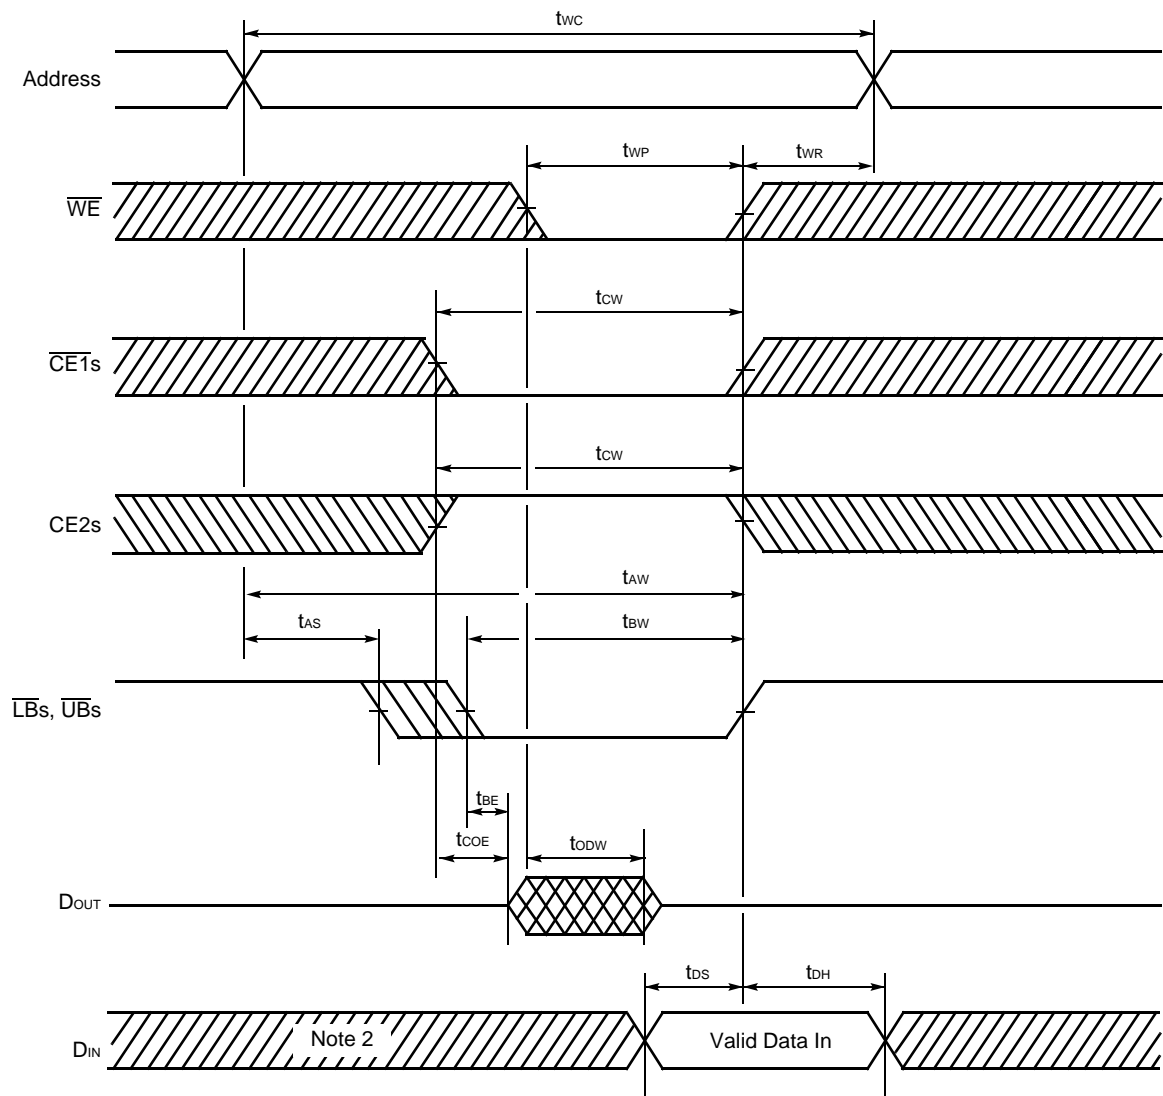 tWC
Address
tWP
tWR
WE
tCW
CE1s
tCW
CE2s
tAW
tAS
tBW
LBs, UBs
tBE
tCOE
tODW
DOUT
tDS
tDH
DIN
Note 2
Valid Data In